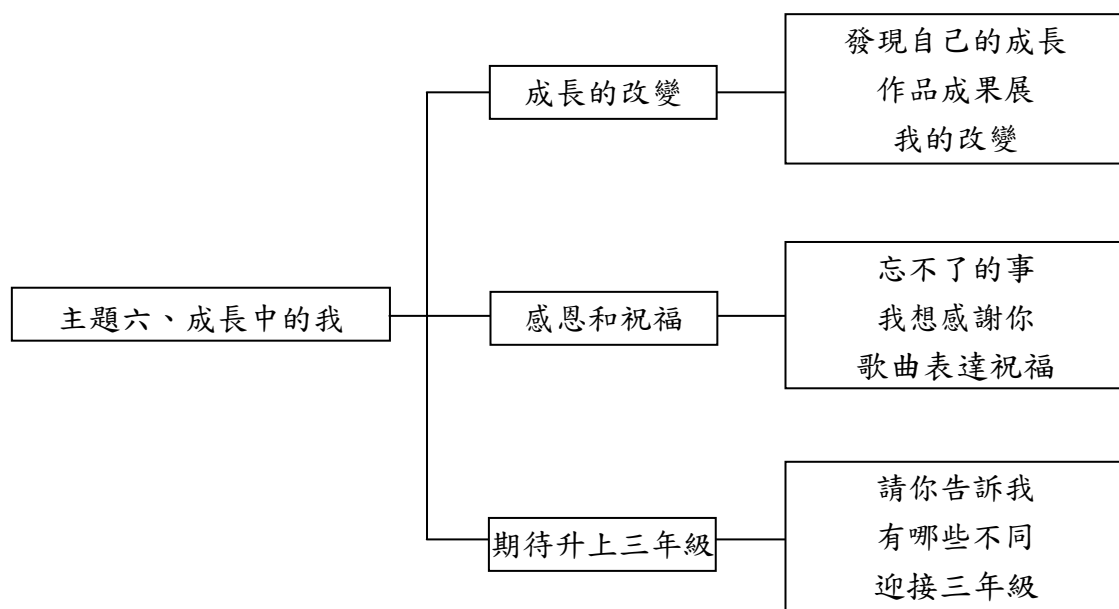 主題六、成長中的我
成長的改變
發現自己的成長
作品成果展
我的改變
感恩和祝福
忘不了的事
我想感謝你
歌曲表達祝福
期待升上三年級
請你告訴我
有哪些不同
迎接三年級